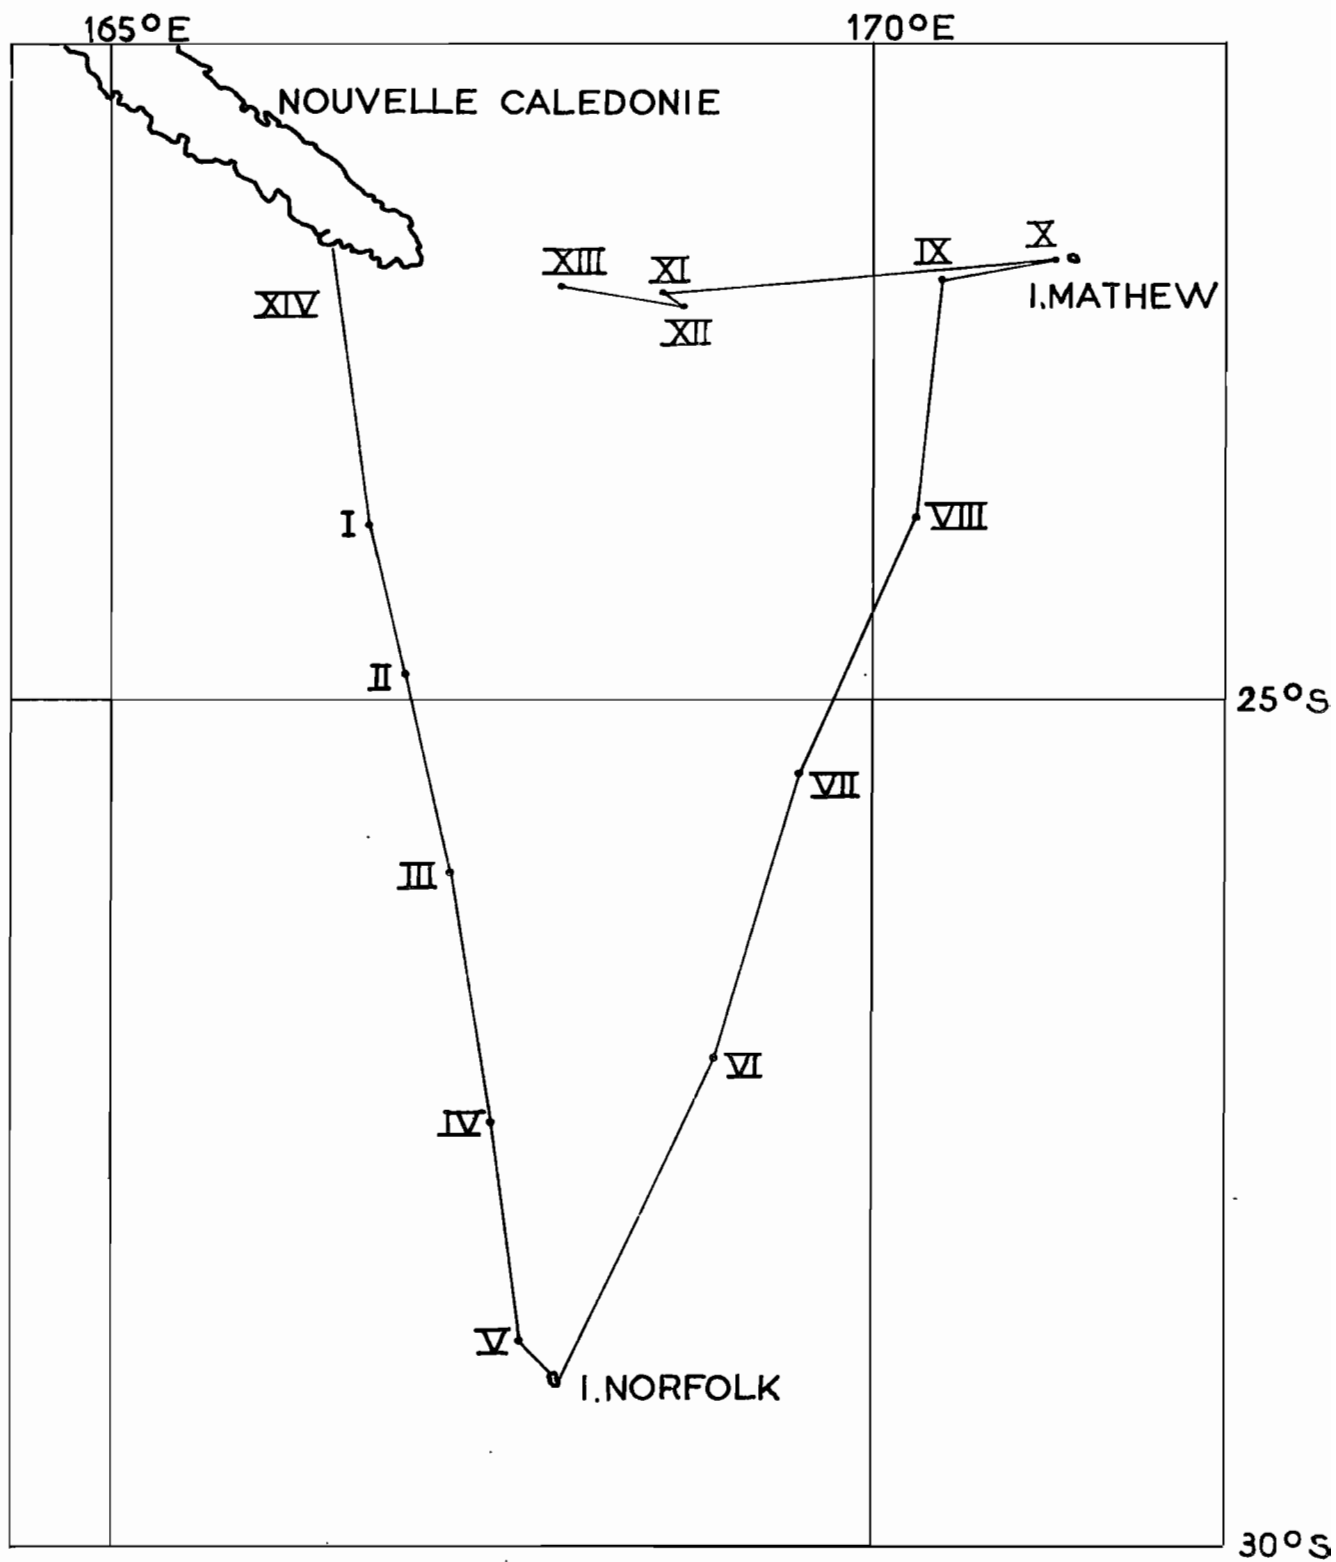 165°E 170°E
NOUVELLE CALEDONIE
X
IX
XIII XI
I.MATHEW
XIV
XII
I
VIII
II
25°S
VII
III
VI
IV
V
I.NORFOLK
30°S